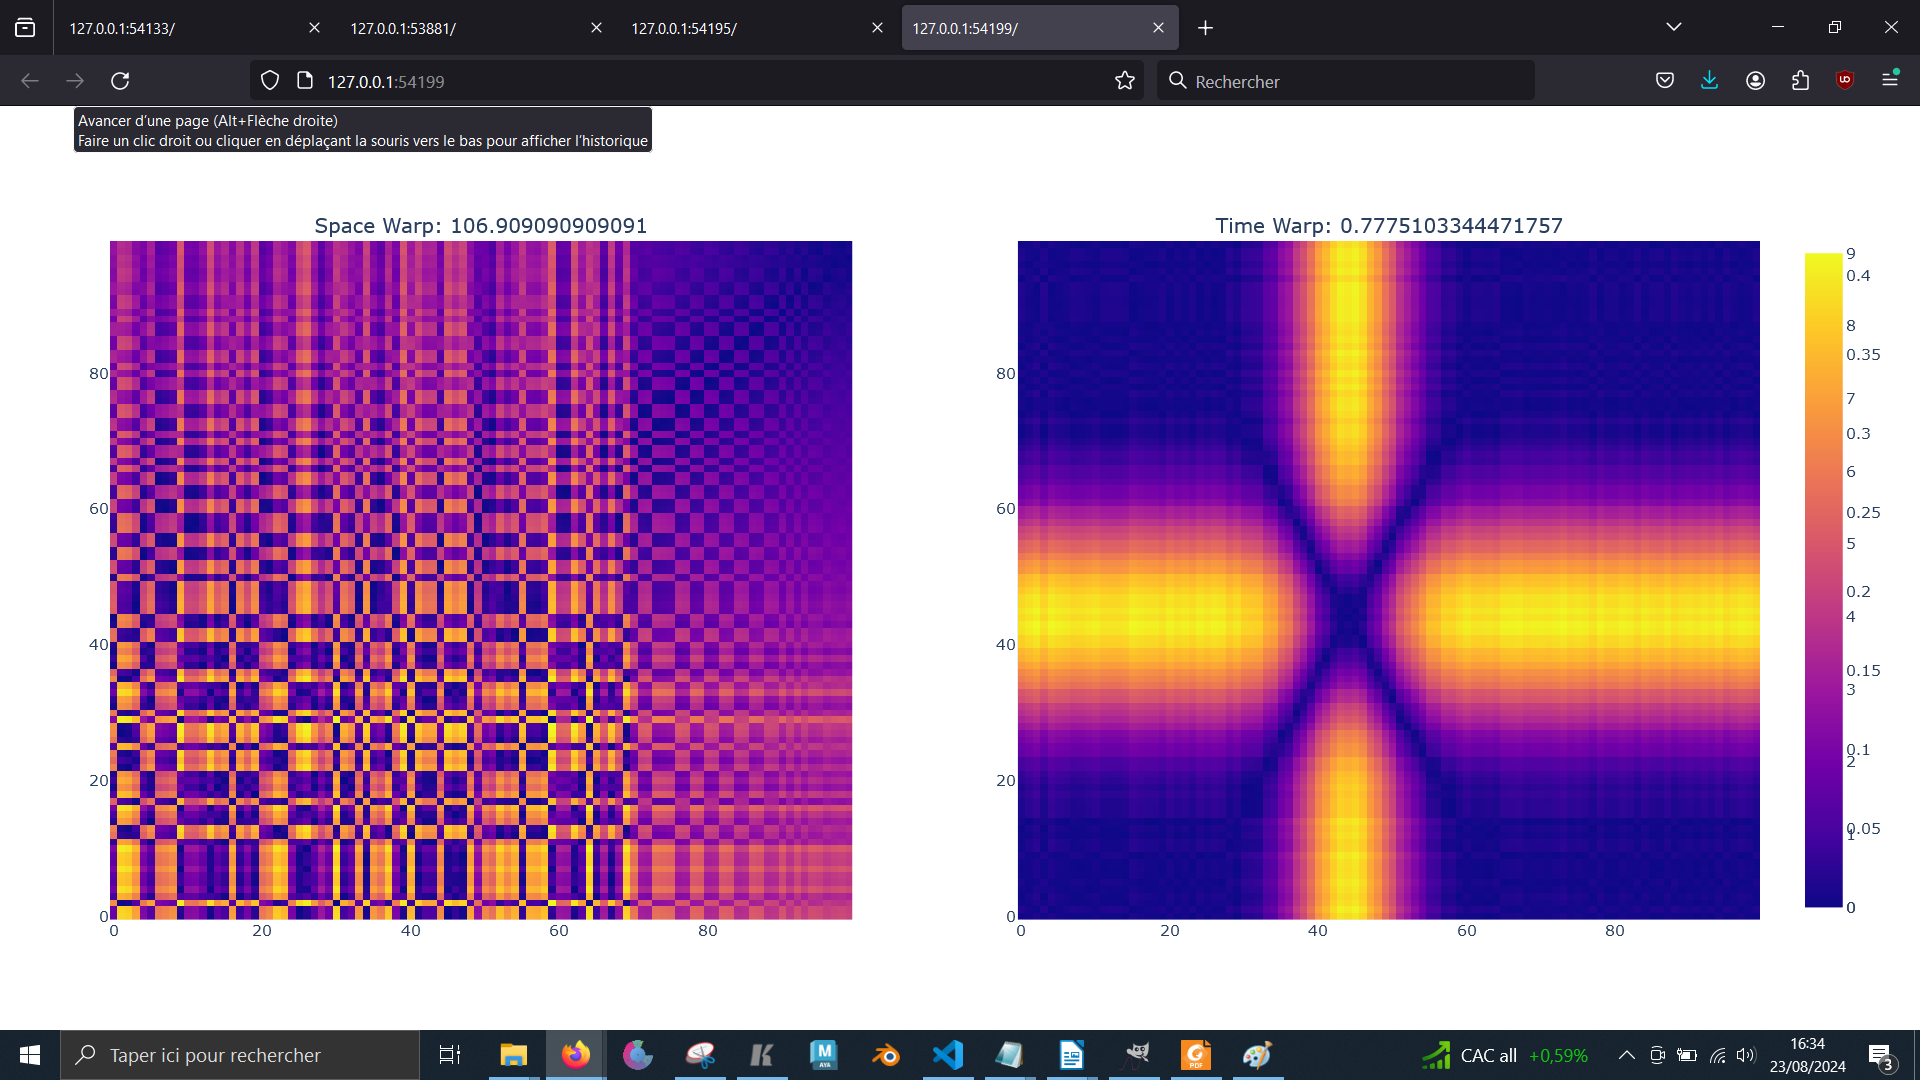 127.0.0.1:54133/
127.0.0.1:53881/
127.0.0.1:54195/
127.0.0.1:54199/
127.0.0.1:54199
Rechercher
Avancer d’une page (Alt+Flèche droite)
Faire un clic droit ou cliquer en déplaçant la souris vers le bas pour afficher l’historique
Space Warp: 106.909090909091
80
60
40
20
0
0 20 40 60 80
Time Warp: 0.7775103344471757
80
60
40
20
0
0 20 40 60 80
9
0.4
8
0.35
7
0.3
6
0.25
5
0.2
4
0.15
3
0.1
2
0.05
1
0
Taper ici pour rechercher
K
M
AYA
PDF
CAC all +0,59%
16:34
23/08/2024
3